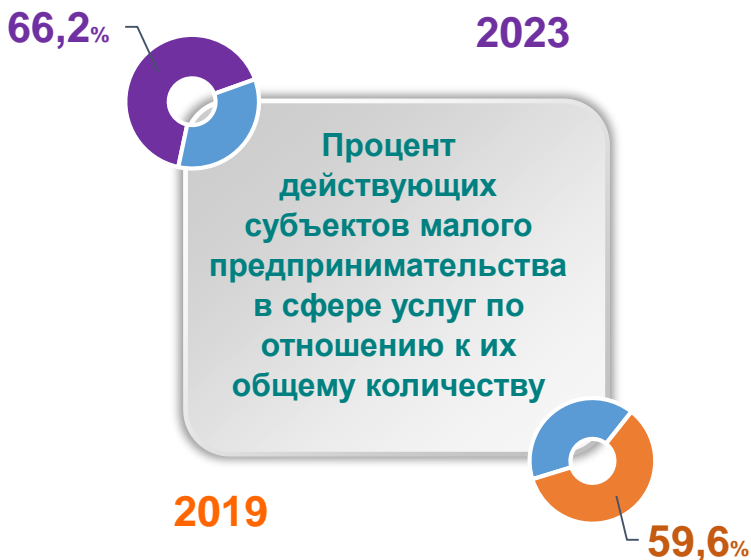 66,2%
2023
Процент
действующих
субъектов малого
предпринимательства
в сфере услуг по
отношению к их
общему количеству
2019
59,6%